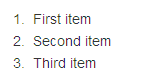 1. First item
2. Second item
3. Third item